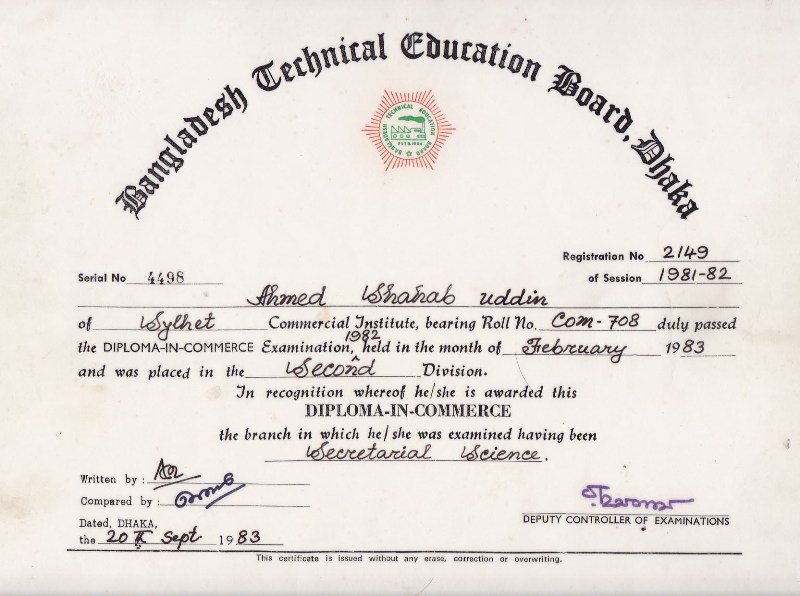 Bangladesh Technical Education Board, Dhaka
BANGLADESH TECHNICAL EDUCATION BOARD
ESTD. 1954
Registration No 2149
Serial No 4498
of Session 1981-82
Ahmed Shahab uddin
of Sylhet Commercial Institute, bearing Roll No. Com-708 duly passed
1982
the DIPLOMA-IN-COMMERCE Examination, held in the month of February 1983
and was placed in the Second Division.
In recognition whereof he/she is awarded this
DIPLOMA-IN-COMMERCE
the branch in which he/she was examined having been
Secretarial Science.
Written by :
Compared by :
Dated, DHAKA,
the 20th Sept 1983
DEPUTY CONTROLLER OF EXAMINATIONS
This certificate is issued without any erase, correction or overwriting.